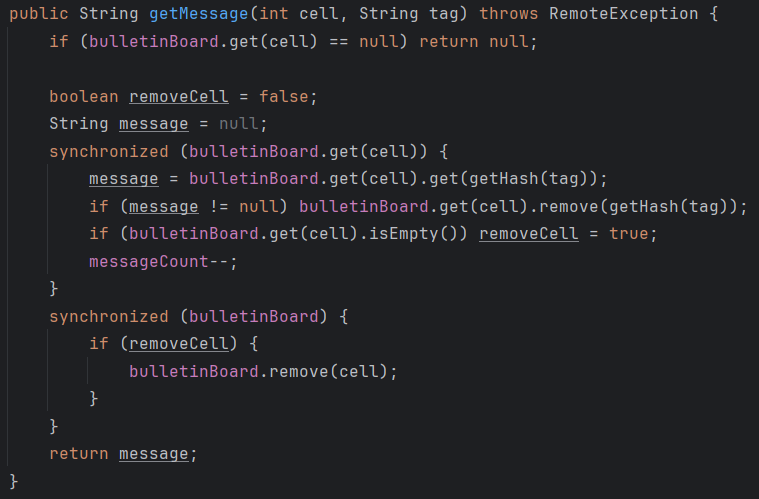 public String getMessage(int cell, String tag) throws RemoteException {
    if (bulletinBoard.get(cell) == null) return null;

    boolean removeCell = false;
    String message = null;
    synchronized (bulletinBoard.get(cell)) {
        message = bulletinBoard.get(cell).get(getHash(tag));
        if (message != null) bulletinBoard.get(cell).remove(getHash(tag));
        if (bulletinBoard.get(cell).isEmpty()) removeCell = true;
        messageCount--;
    }
    synchronized (bulletinBoard) {
        if (removeCell) {
            bulletinBoard.remove(cell);
        }
    }
    return message;
}